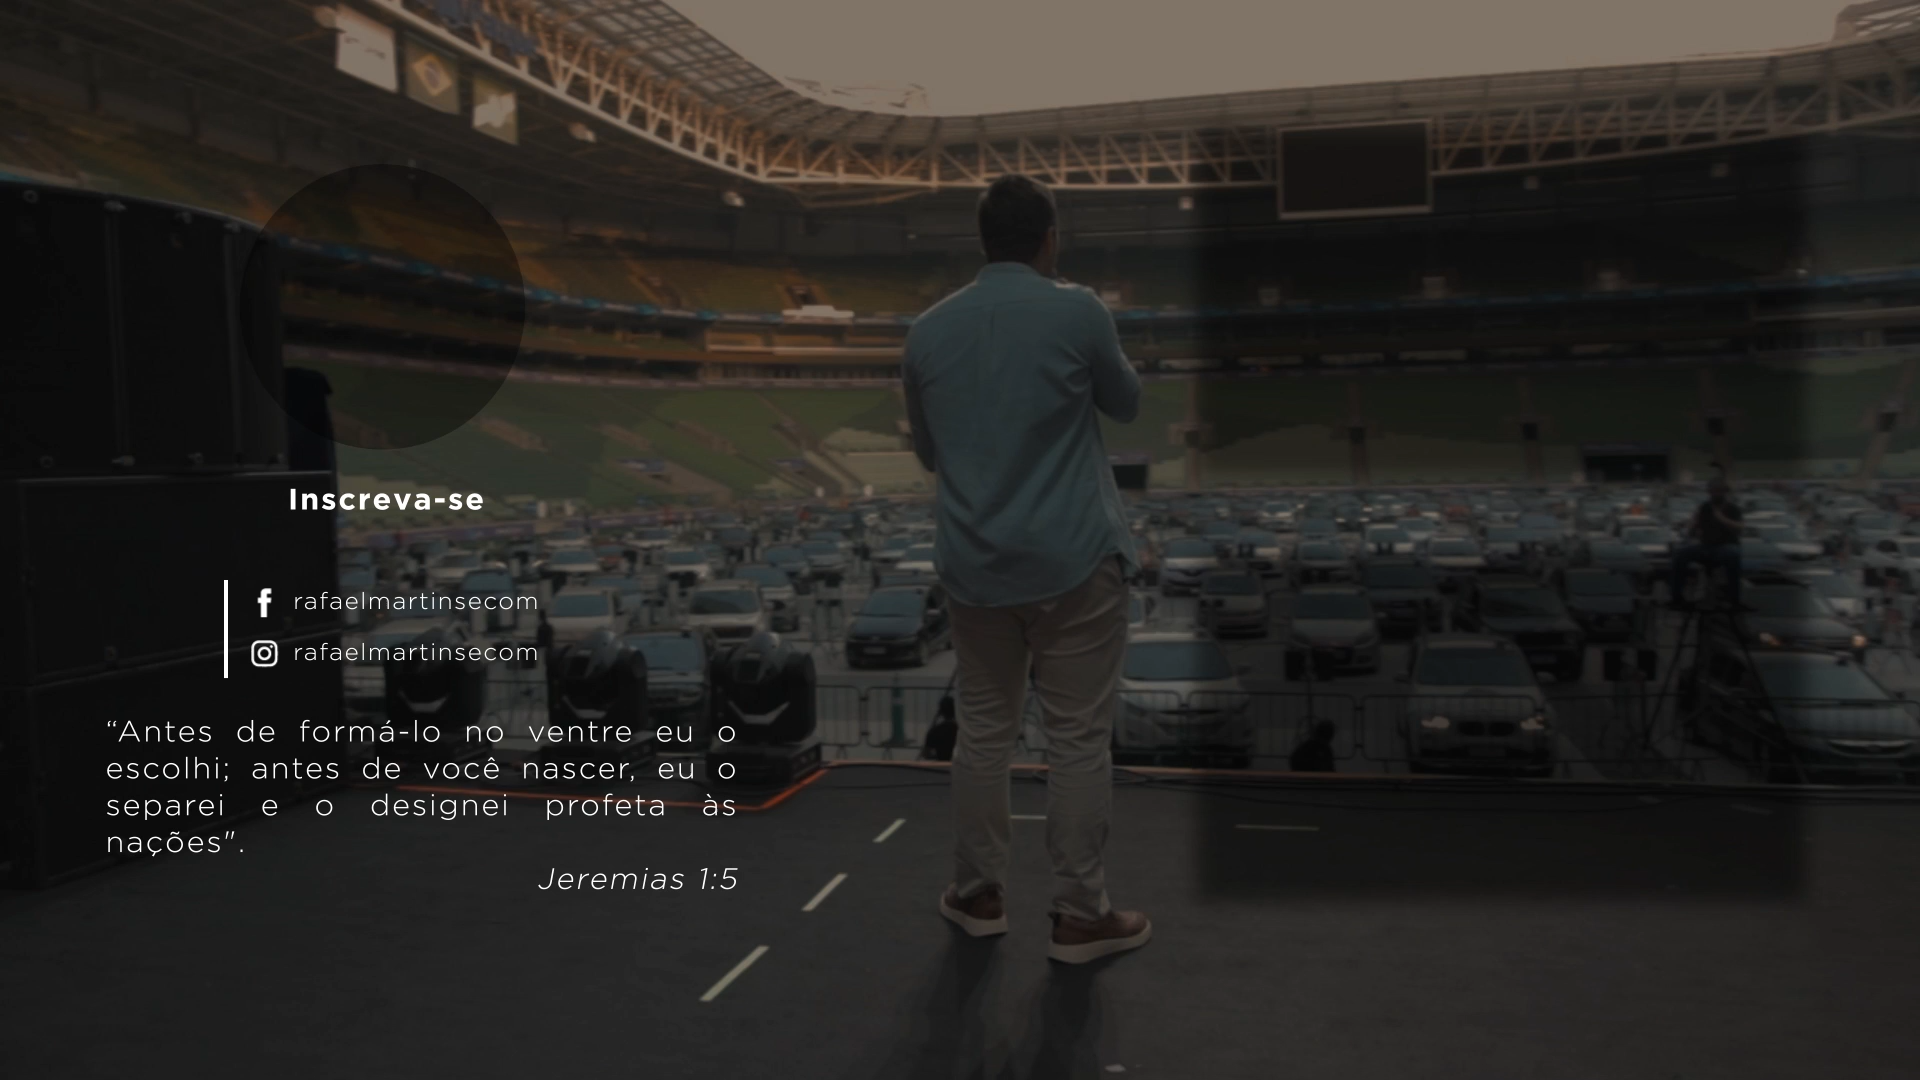 Inscreva-se
rafaelmartinsecom
rafaelmartinsecom
“Antes de formá-lo no ventre eu o
escolhi; antes de você nascer, eu o
separei e o designei profeta às
nações".
Jeremias 1:5